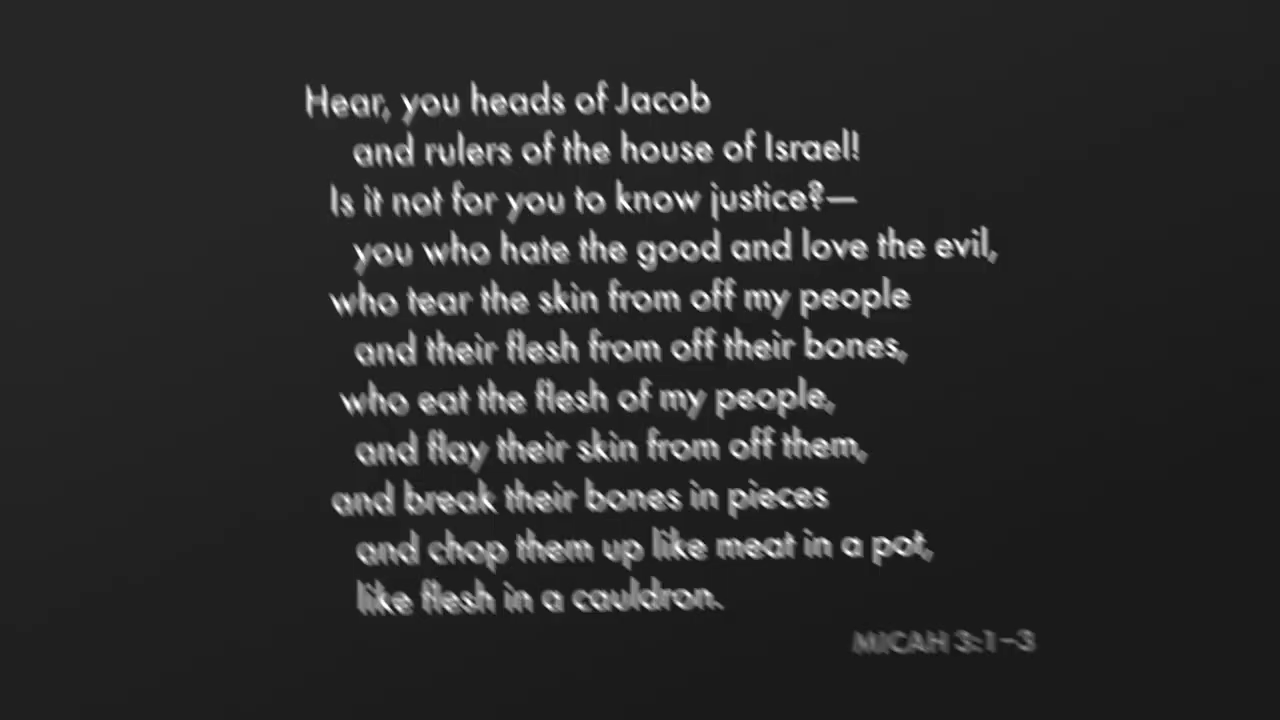 Hear, you heads of Jacob
and rulers of the house of Israel!
Is it not for you to know justice?—
you who hate the good and love the evil,
who tear the skin from off my people
and their flesh from off their bones,
who eat the flesh of my people,
and flay their skin from off them,
and break their bones in pieces
and chop them up like meat in a pot,
like flesh in a cauldron.
MICAH 3:1–3